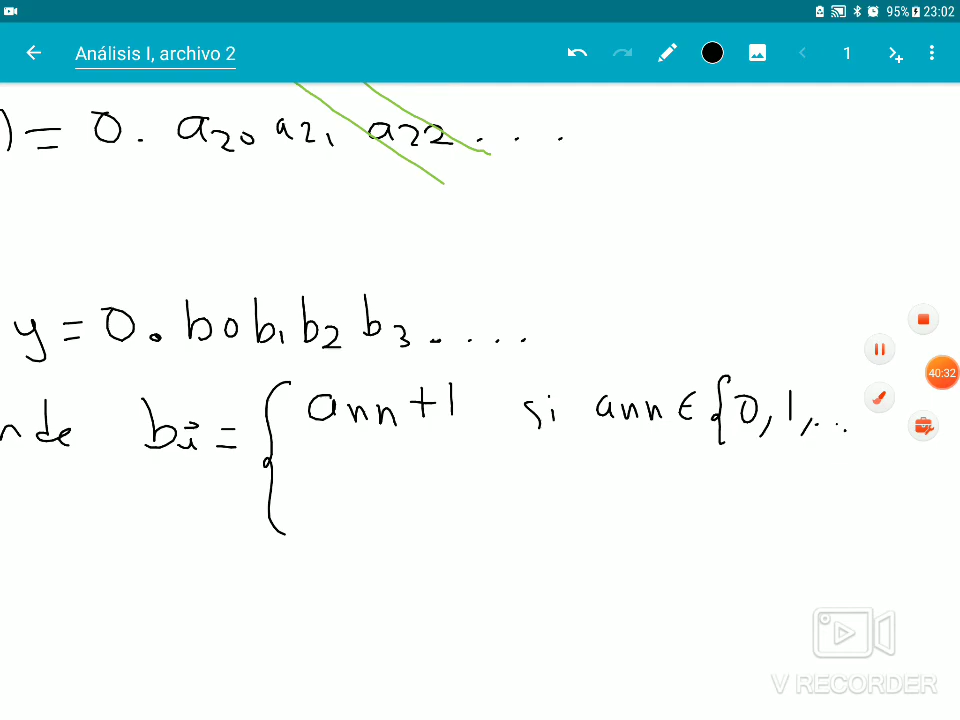 95% 23:02
Análisis I, archivo 2
1
) = 0. a20 a21 a22 . . .
y = 0. b0 b1 b2 b3 . . . . .
nde bi = { ann + 1 si ann ∈ {0, 1, ...
40:32
V RECORDER